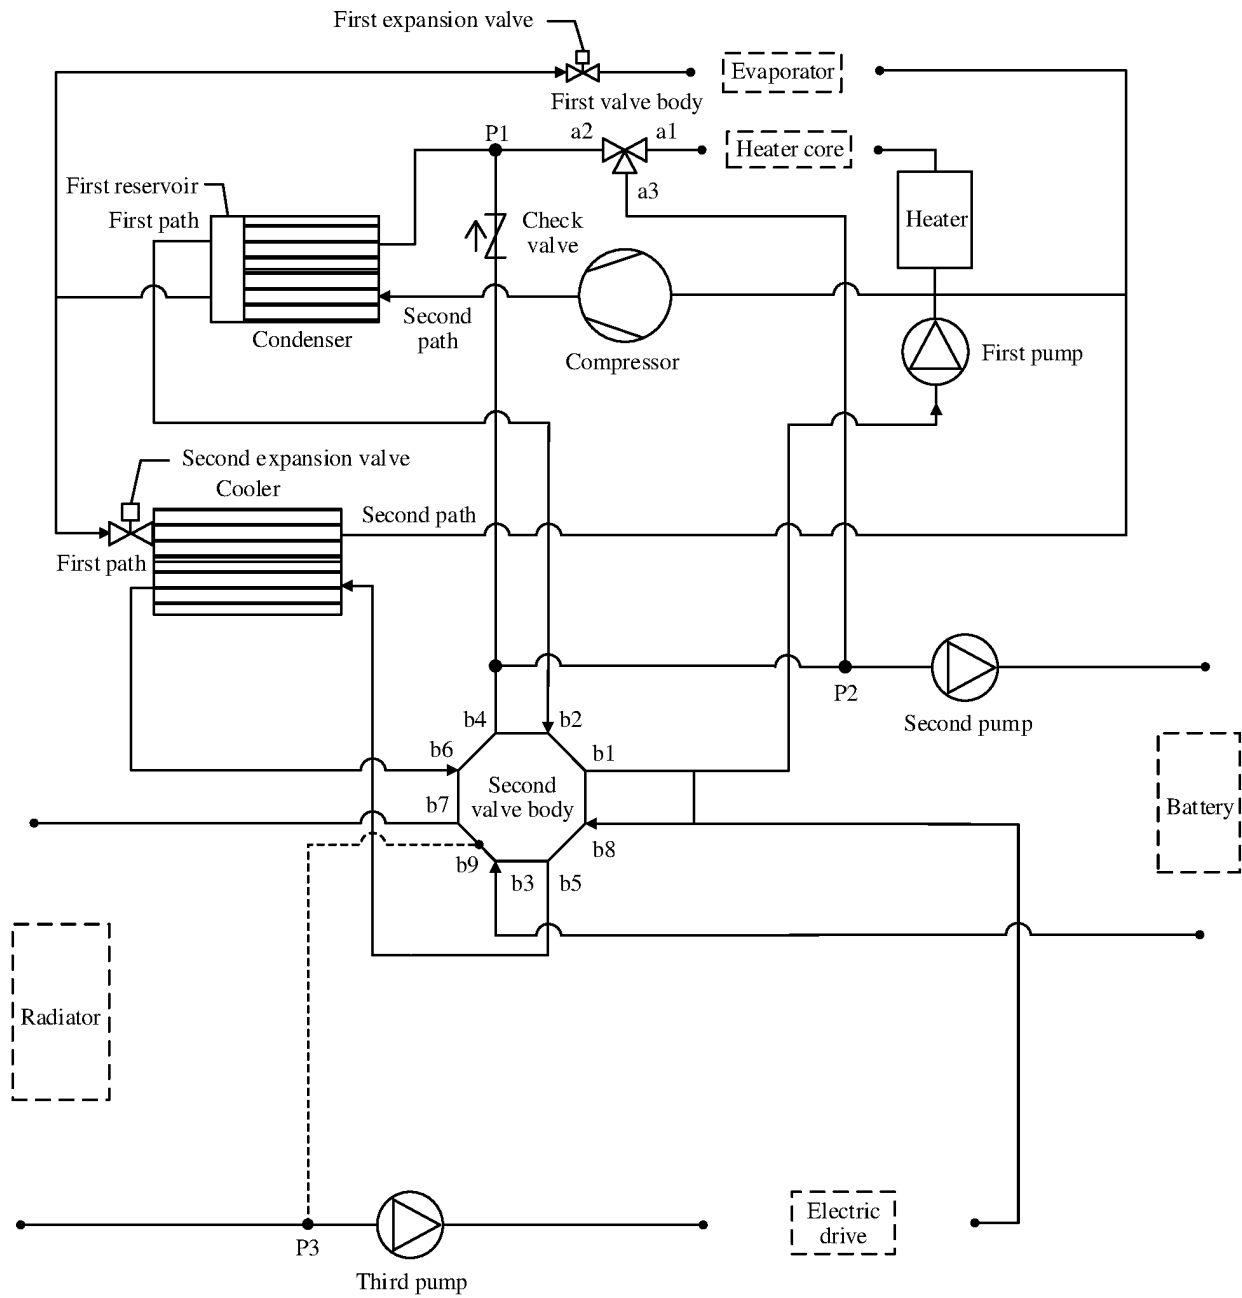 First expansion valve
Evaporator
First valve body
P1
a2
a1
Heater core
a3
First reservoir
First path
Check
valve
Heater
Second
path
Condenser
Compressor
First pump
Second expansion valve
Cooler
Second path
First path
P2
Second pump
b4
b2
b6
b1
Second
valve body
b7
b8
b9
b3
b5
Battery
Radiator
Electric
drive
P3
Third pump